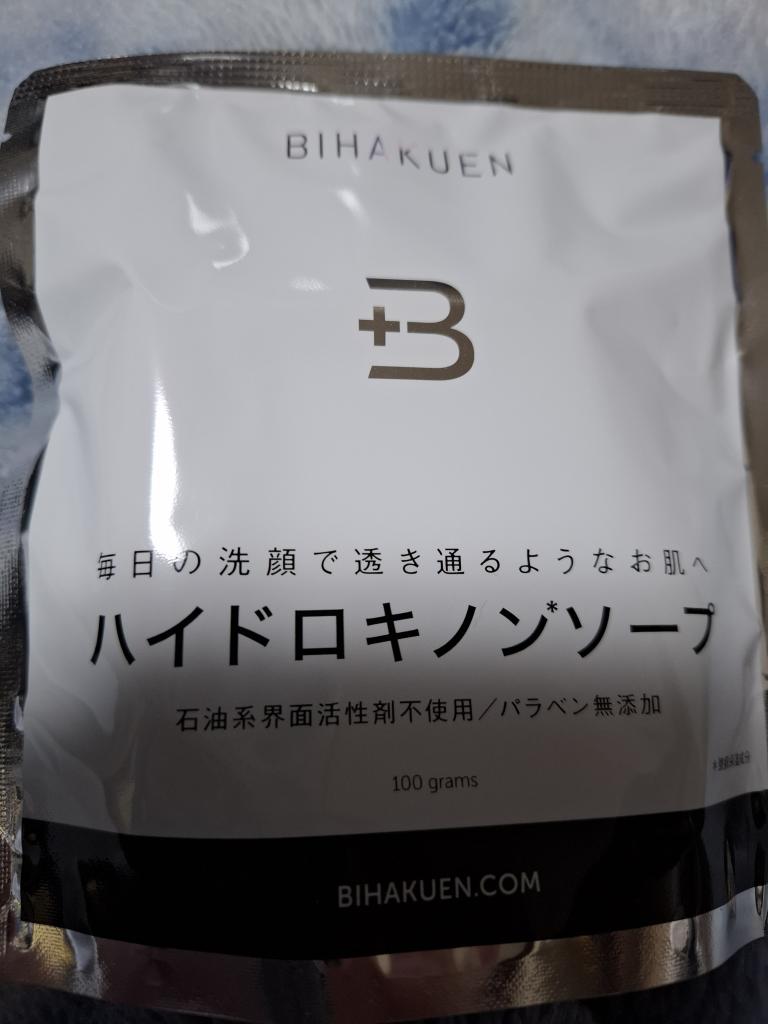 BIHAKUEN
毎日の洗顔で透き通るようなお肌へ
ハイドロキノン*ソープ
石油系界面活性剤不使用/パラベン無添加
100 grams
BIHAKUEN.COM